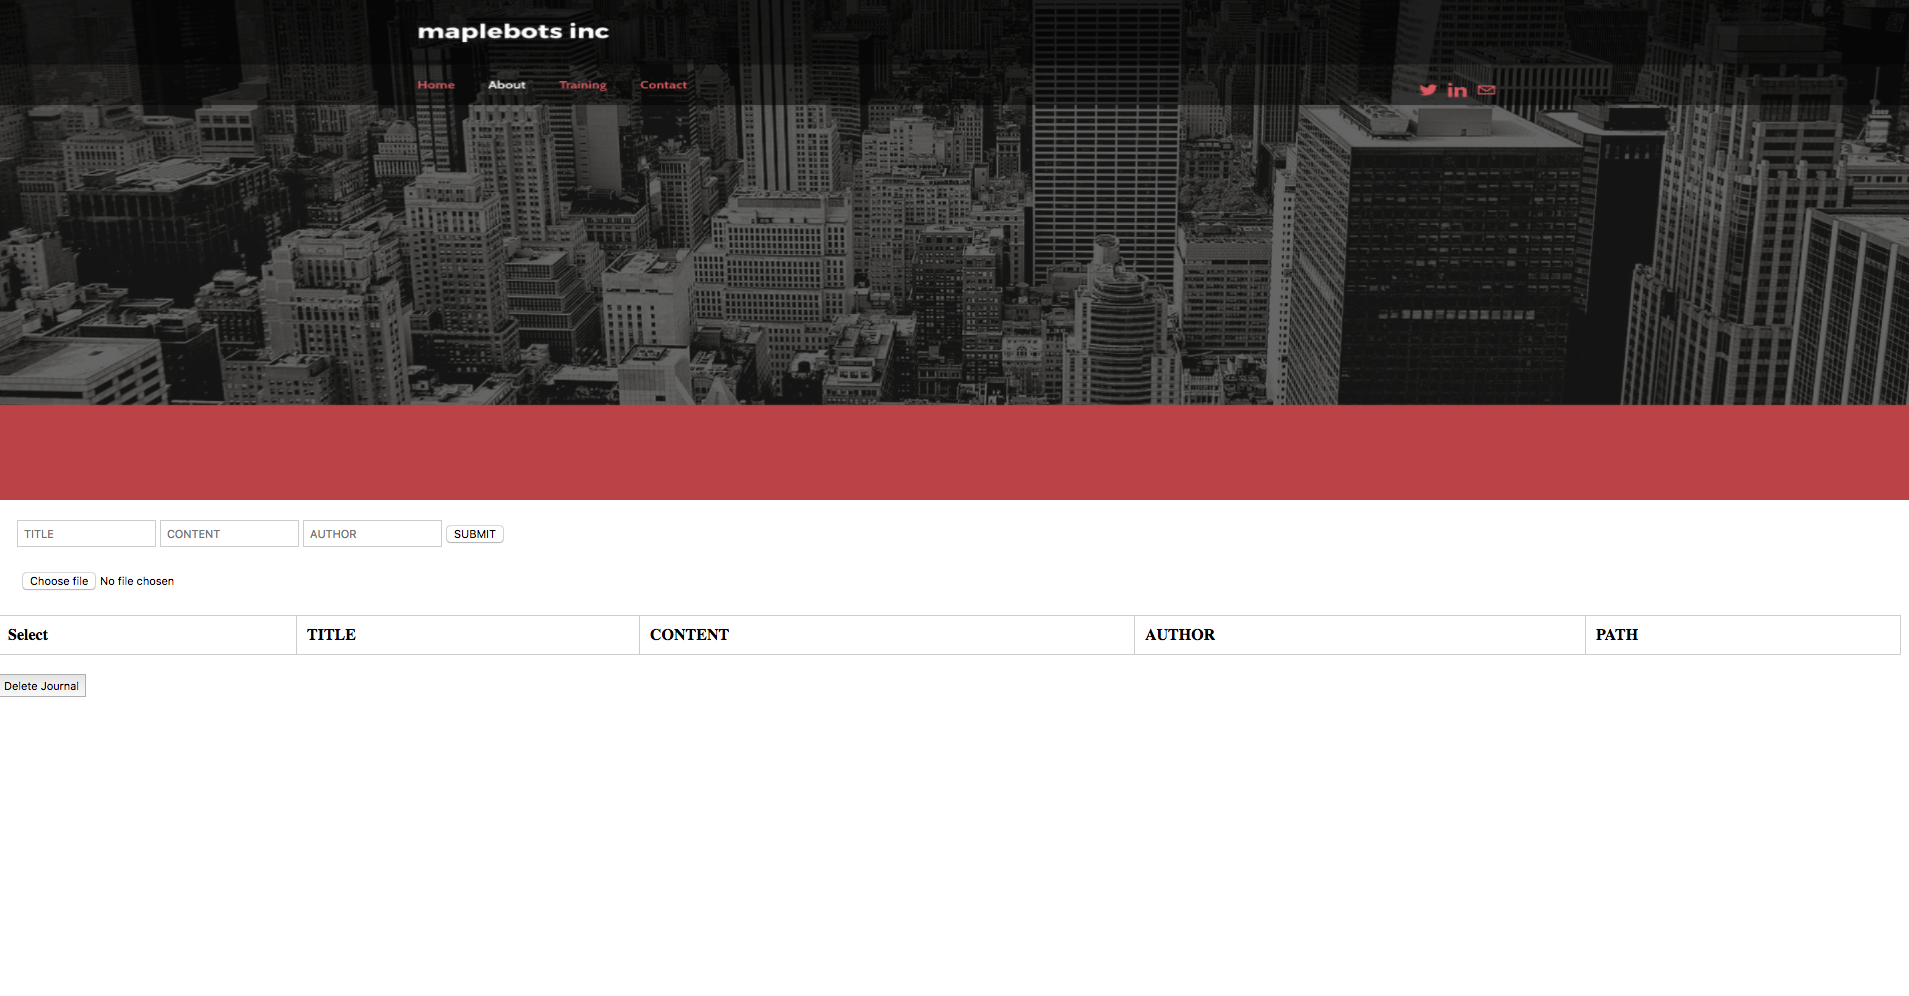 maplebots inc
Home About Training Contact
TITLE CONTENT AUTHOR SUBMIT
Choose file No file chosen
Select TITLE CONTENT AUTHOR PATH
Delete Journal